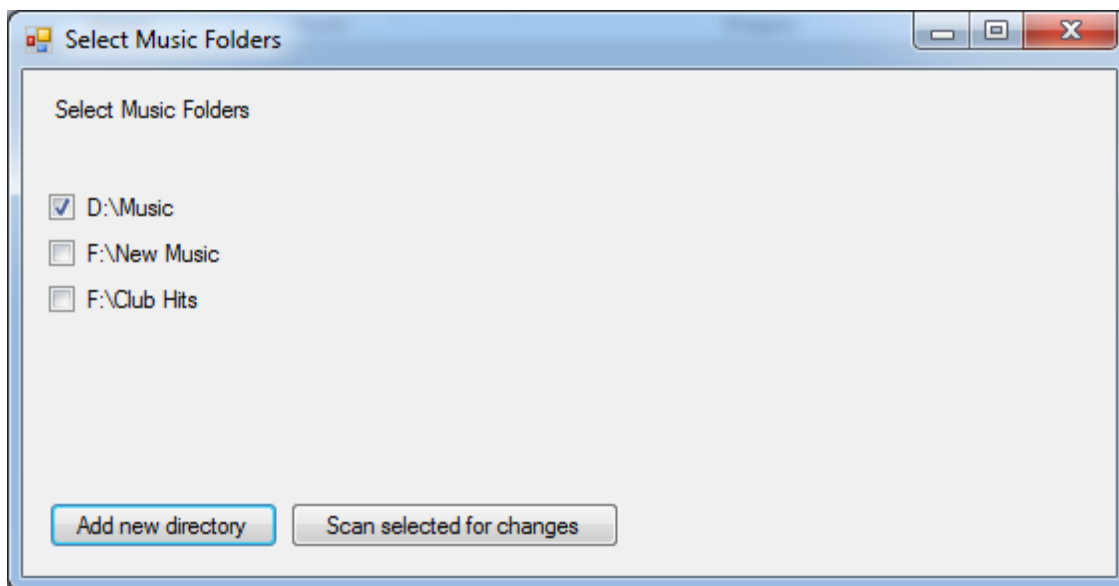 Select Music Folders
Select Music Folders
D:\Music
F:\New Music
F:\Club Hits
Add new directory Scan selected for changes